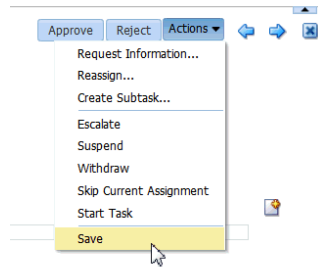 Approve Reject Actions
Request Information...
Reassign...
Create Subtask...
Escalate
Suspend
Withdraw
Skip Current Assignment
Start Task
Save